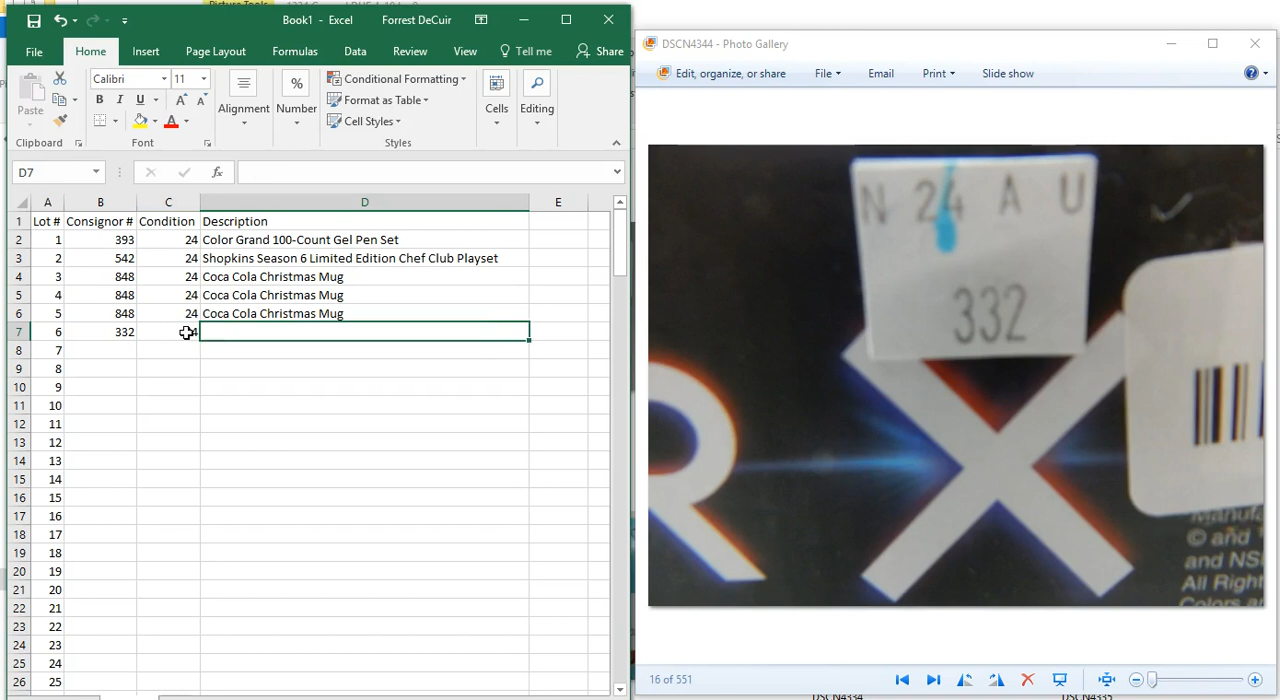 Picture Tools
Book1 - Excel
Forrest DeCuir
File
Home
Insert
Page Layout
Formulas
Data
Review
View
Tell me
Share
Paste
Clipboard
Calibri
11
B I U
A A
A
Font
Alignment
%
Number
Conditional Formatting
Format as Table
Cell Styles
Styles
Cells
Editing
D7
fx
A B C D E
1 Lot # Consignor # Condition Description
2 1 393 24 Color Grand 100-Count Gel Pen Set
3 2 542 24 Shopkins Season 6 Limited Edition Chef Club Playset
4 3 848 24 Coca Cola Christmas Mug
5 4 848 24 Coca Cola Christmas Mug
6 5 848 24 Coca Cola Christmas Mug
7 6 332
8 7
9 8
10 9
11 10
12 11
13 12
14 13
15 14
16 15
17 16
18 17
19 18
20 19
21 20
22 21
23 22
24 23
25 24
26 25
DSCN4344 - Photo Gallery
Edit, organize, or share
File
Email
Print
Slide show
N 24 A U
332
R X
© and
and NSI
All Right
Colors a
16 of 551
DSCN4334
DSCN4335